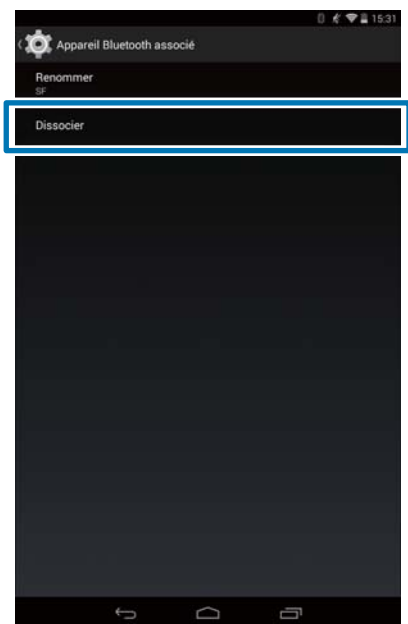 15:31
Appareil Bluetooth associé
Renommer
SF
Dissocier